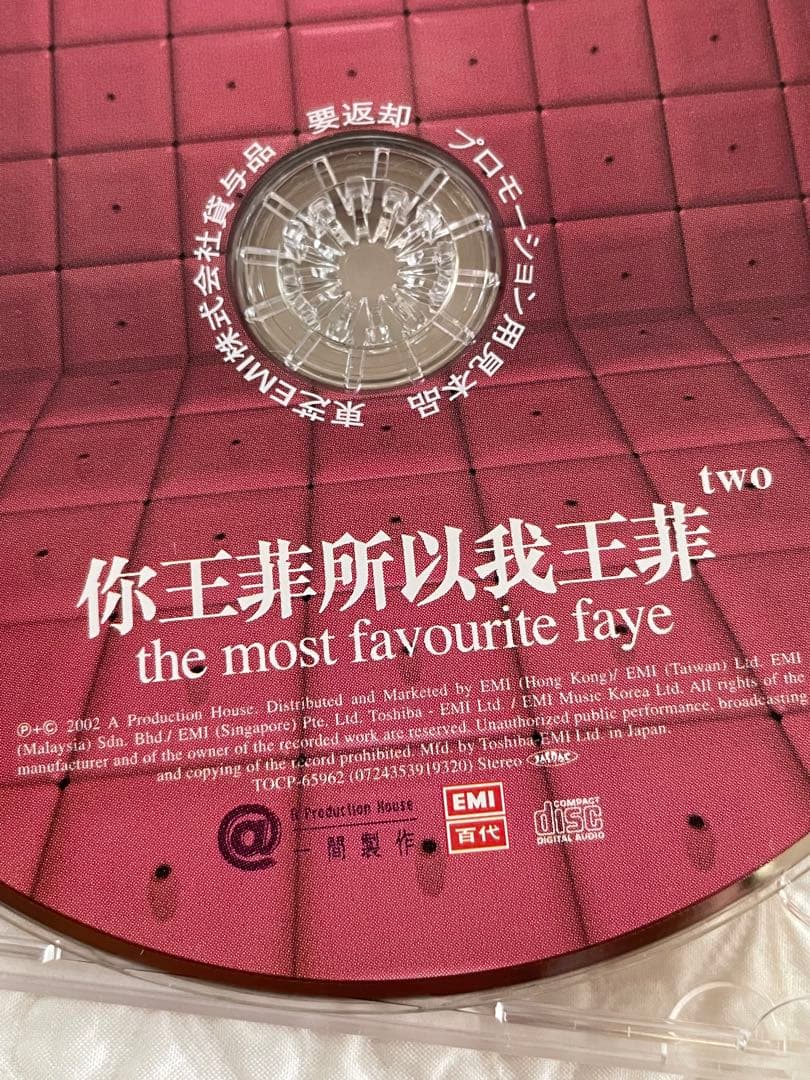 東芝EMI株式会社貸与品 要返却 プロモーション用見本品
two
你王菲所以我王菲
the most favourite faye
℗+© 2002 A Production House. Distributed and Marketed by EMI (Hong Kong)/ EMI (Taiwan) Ltd. EMI
(Malaysia) Sdn. Bhd./ EMI (Singapore) Pte. Ltd. Toshiba - EMI Ltd. / EMI Music Korea Ltd. All rights of the
manufacturer and of the owner of the recorded work are reserved. Unauthorized public performance, broadcasting
and copying of the record prohibited. Mfd. by Toshiba-EMI Ltd. in Japan.
TOCP-65962 (0724353919320) Stereo JASRAC
@ A Production House
一間製作
EMI
百代
COMPACT
disc
DIGITAL AUDIO